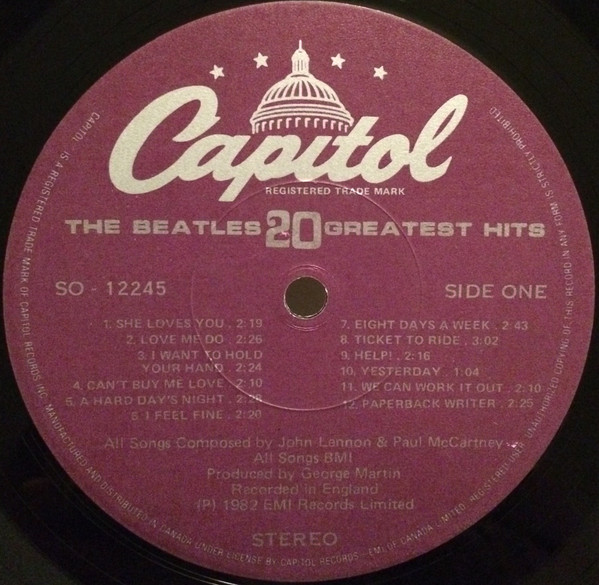 Capitol
REGISTERED TRADE MARK
THE BEATLES 20 GREATEST HITS
SO - 12245
SIDE ONE
1. SHE LOVES YOU . 2:19
2. LOVE ME DO . 2:26
3. I WANT TO HOLD
YOUR HAND . 2:24
4. CAN'T BUY ME LOVE . 2:10
5. A HARD DAY'S NIGHT . 2:28
6. I FEEL FINE . 2:20
7. EIGHT DAYS A WEEK . 2:43
8. TICKET TO RIDE . 3:02
9. HELP! . 2:16
10. YESTERDAY . 1:04
11. WE CAN WORK IT OUT . 2:10
12. PAPERBACK WRITER . 2:25
All Songs Composed by John Lennon & Paul McCartney
All Songs BMI
Produced by George Martin
Recorded in England
(P) 1982 EMI Records Limited
STEREO
CAPITOL IS A REGISTERED TRADE MARK OF CAPITOL RECORDS INC. MANUFACTURED AND DISTRIBUTED IN CANADA UNDER LICENSE BY CAPITOL RECORDS - EMI OF CANADA LIMITED. REGISTERED USER. UNAUTHORIZED COPYING OF THIS RECORD IN ANY FORM IS STRICTLY PROHIBITED